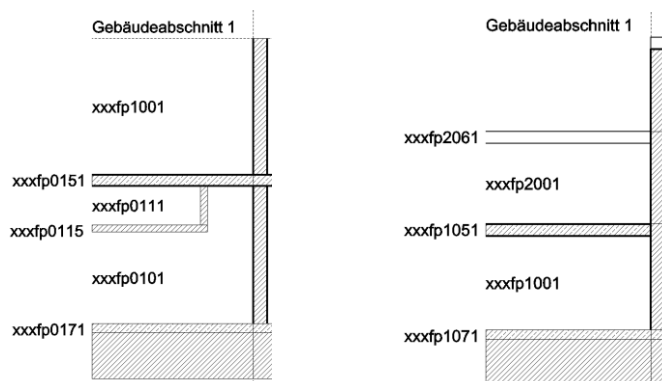 Gebäudeabschnitt 1
xxxfp1001
xxxfp0151
xxxfp0111
xxxfp0115
xxxfp0101
xxxfp0171
Gebäudeabschnitt 1
xxxfp2061
xxxfp2001
xxxfp1051
xxxfp1001
xxxfp1071